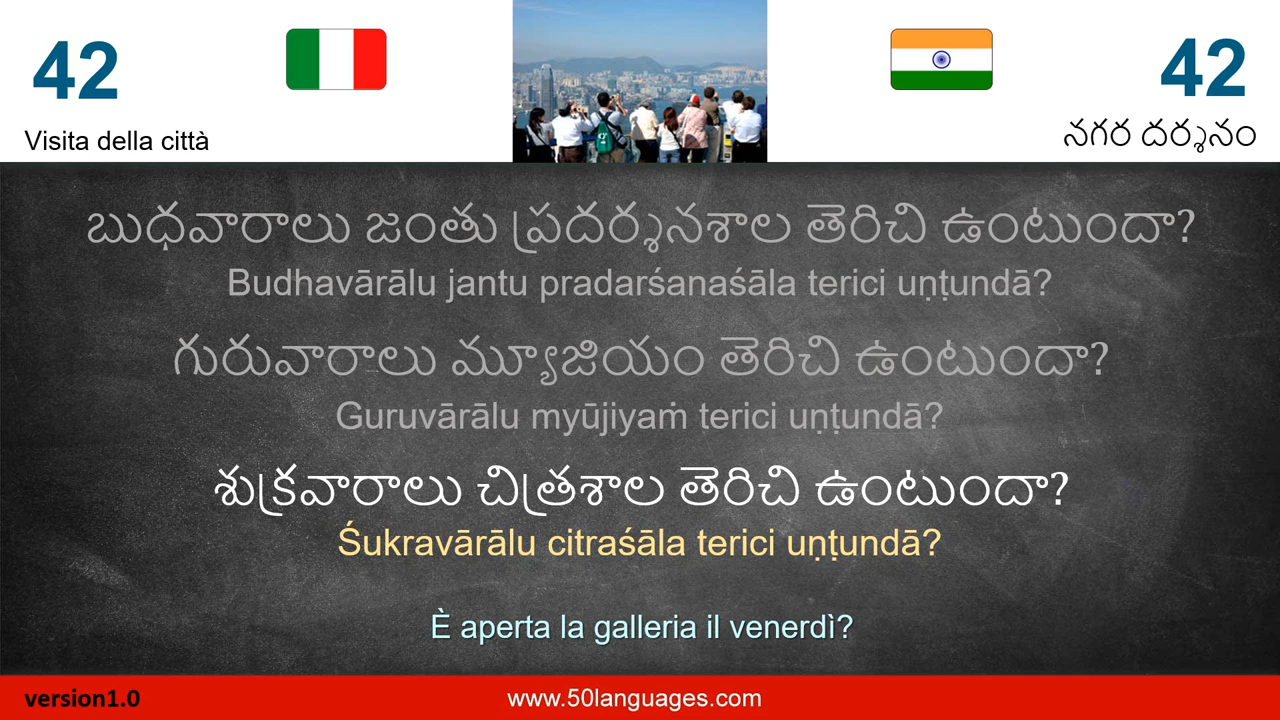 42
42
Visita della città
నగర దర్శనం
బుధవారాలు జంతు ప్రదర్శనశాల తెరిచి ఉంటుందా?
Budhavārālu jantu pradarśanaśāla terici uṇṭundā?
గురువారాలు మ్యూజియం తెరిచి ఉంటుందా?
Guruvārālu myūjiyaṁ terici uṇṭundā?
శుక్రవారాలు చిత్రశాల తెరిచి ఉంటుందా?
Śukravārālu citraśāla terici uṇṭundā?
È aperta la galleria il venerdì?
version1.0
www.50languages.com